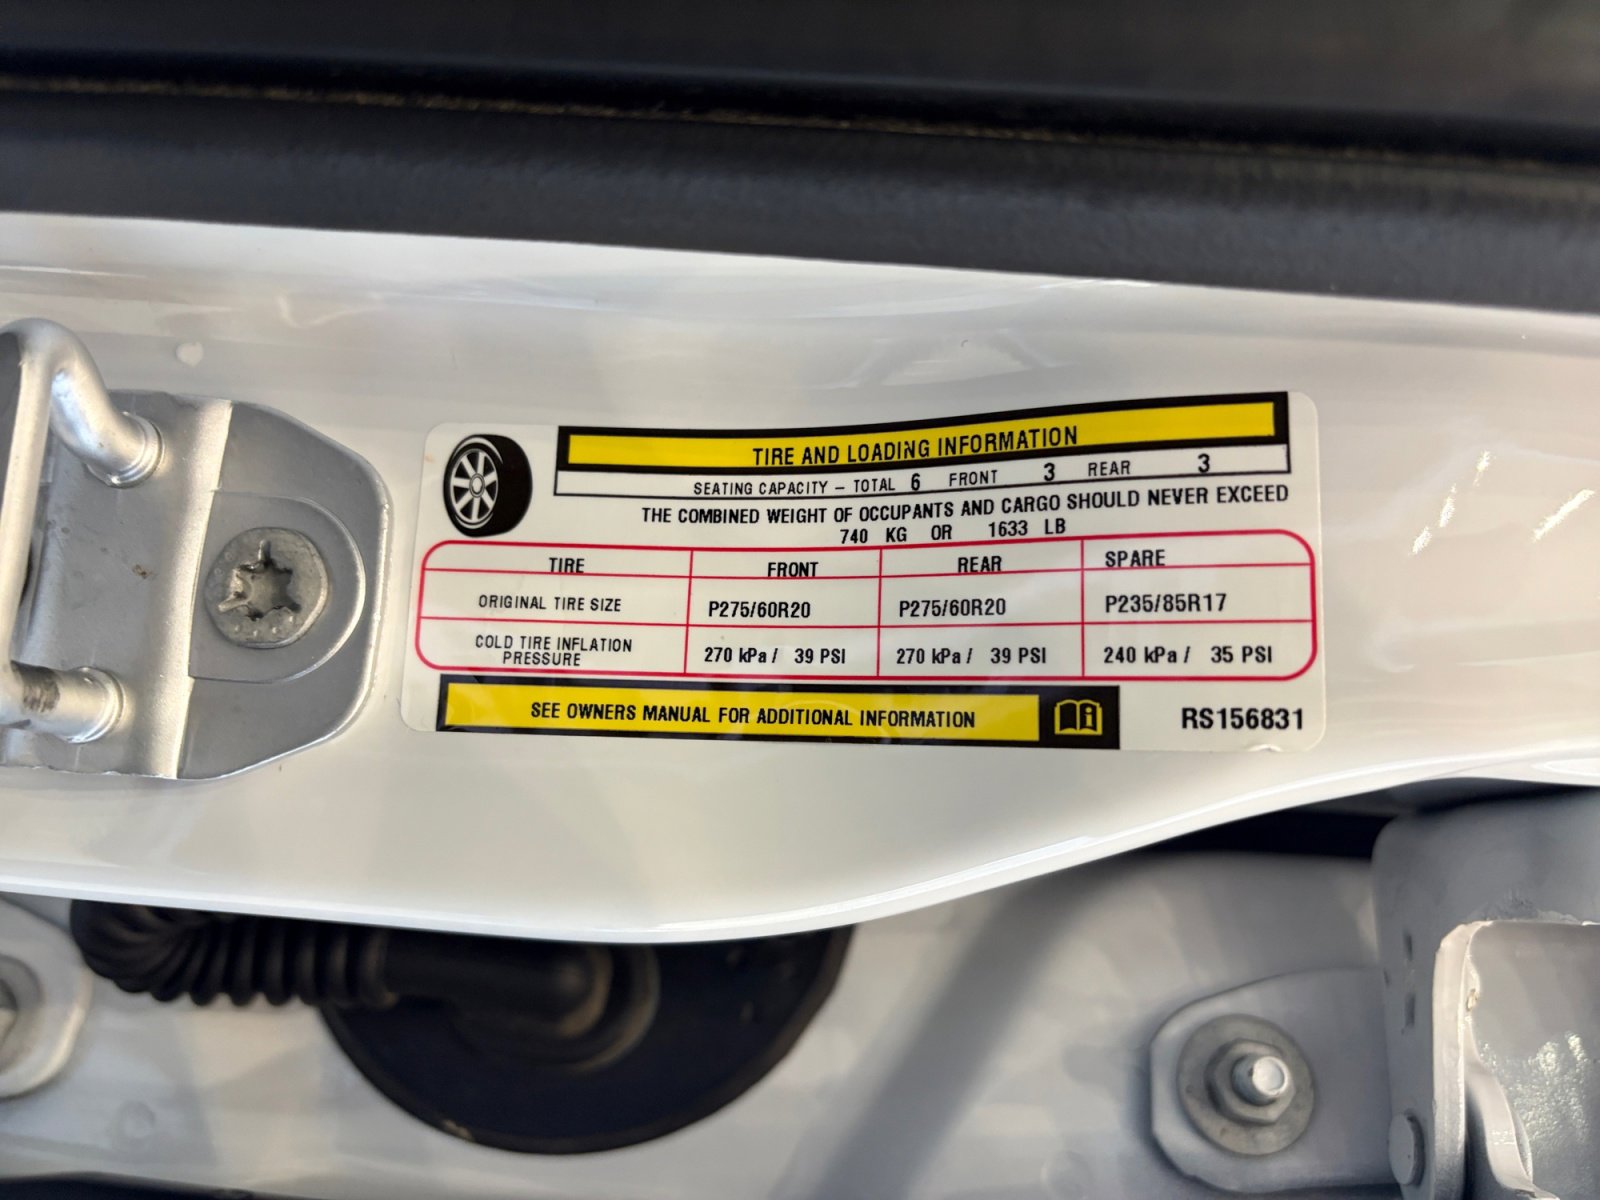 TIRE AND LOADING INFORMATION
SEATING CAPACITY – TOTAL 6 FRONT 3 REAR 3
THE COMBINED WEIGHT OF OCCUPANTS AND CARGO SHOULD NEVER EXCEED
740 KG OR 1633 LB
TIRE FRONT REAR SPARE
ORIGINAL TIRE SIZE P275/60R20 P275/60R20 P235/85R17
COLD TIRE INFLATION
PRESSURE 270 kPa / 39 PSI 270 kPa / 39 PSI 240 kPa / 35 PSI
SEE OWNERS MANUAL FOR ADDITIONAL INFORMATION
RS156831